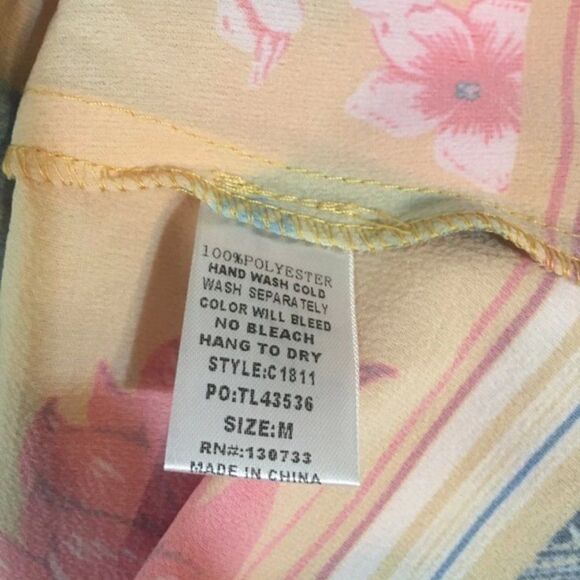 100%POLYESTER
HAND WASH COLD
WASH SEPARATELY
COLOR WILL BLEED
NO BLEACH
HANG TO DRY
STYLE:C1811
PO:TL43536
SIZE:M
RN#:130733
MADE IN CHINA